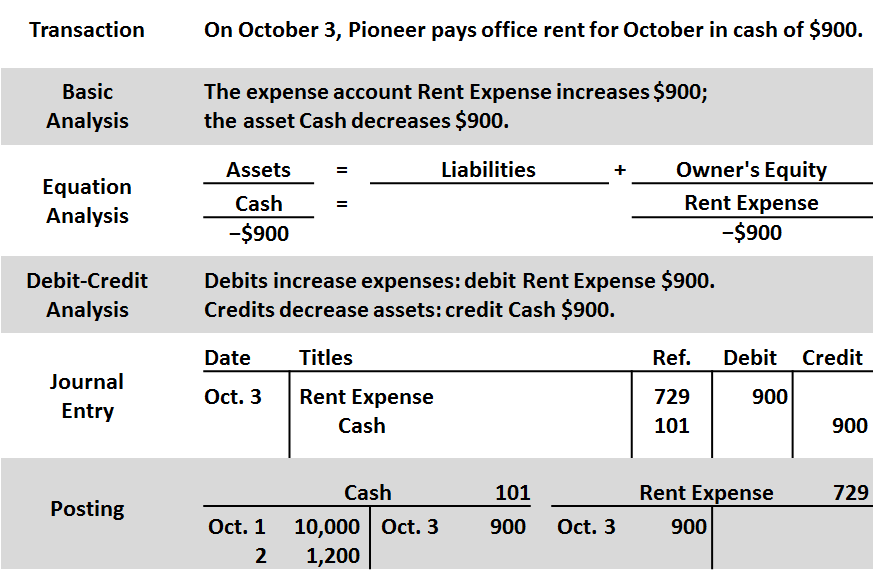 Transaction On October 3, Pioneer pays office rent for October in cash of $900.
Basic Analysis
The expense account Rent Expense increases $900;
the asset Cash decreases $900.
Equation Analysis
Assets = Liabilities + Owner's Equity
Cash = Rent Expense
−$900 −$900
Debit-Credit Analysis
Debits increase expenses: debit Rent Expense $900.
Credits decrease assets: credit Cash $900.
Journal Entry
Date Titles Ref. Debit Credit
Oct. 3 Rent Expense 729 900
Cash 101 900
Posting
Cash 101 Rent Expense 729
Oct. 1 10,000 Oct. 3 900 Oct. 3 900
2 1,200